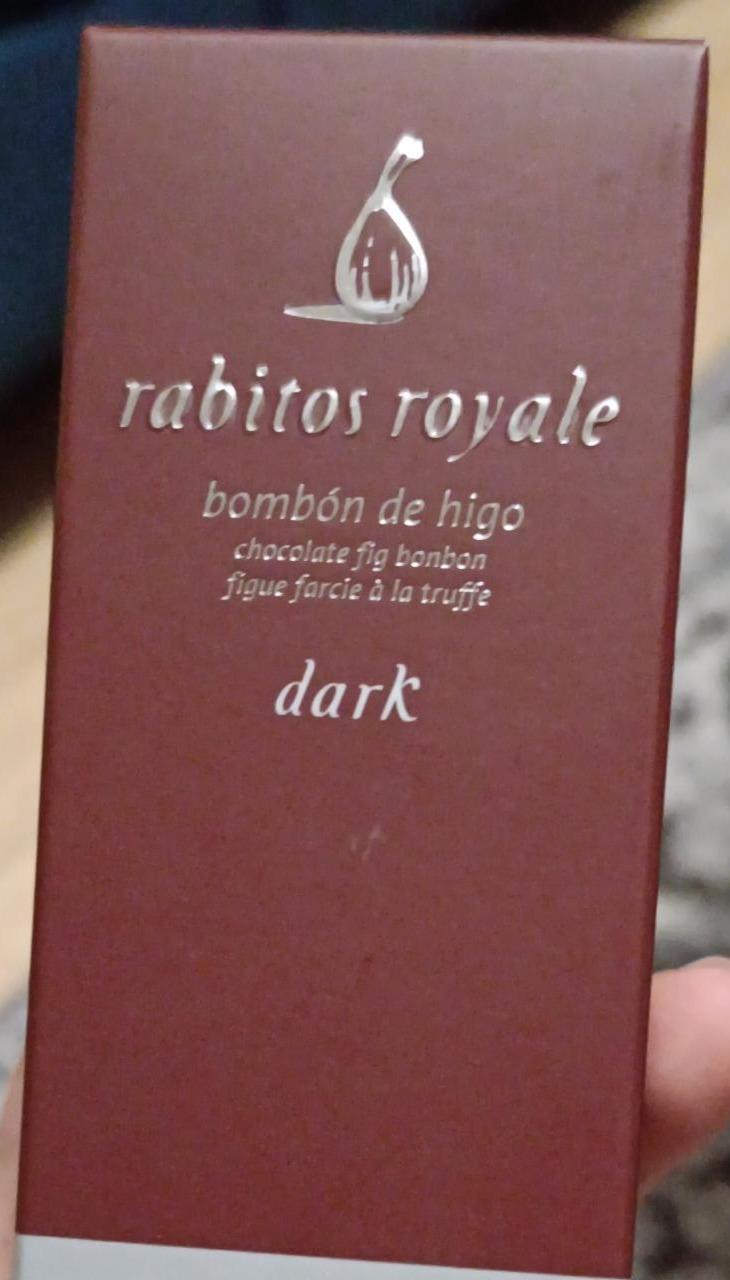 rabitos royale
bombón de higo
chocolate fig bonbon
figue farcie à la truffe
dark